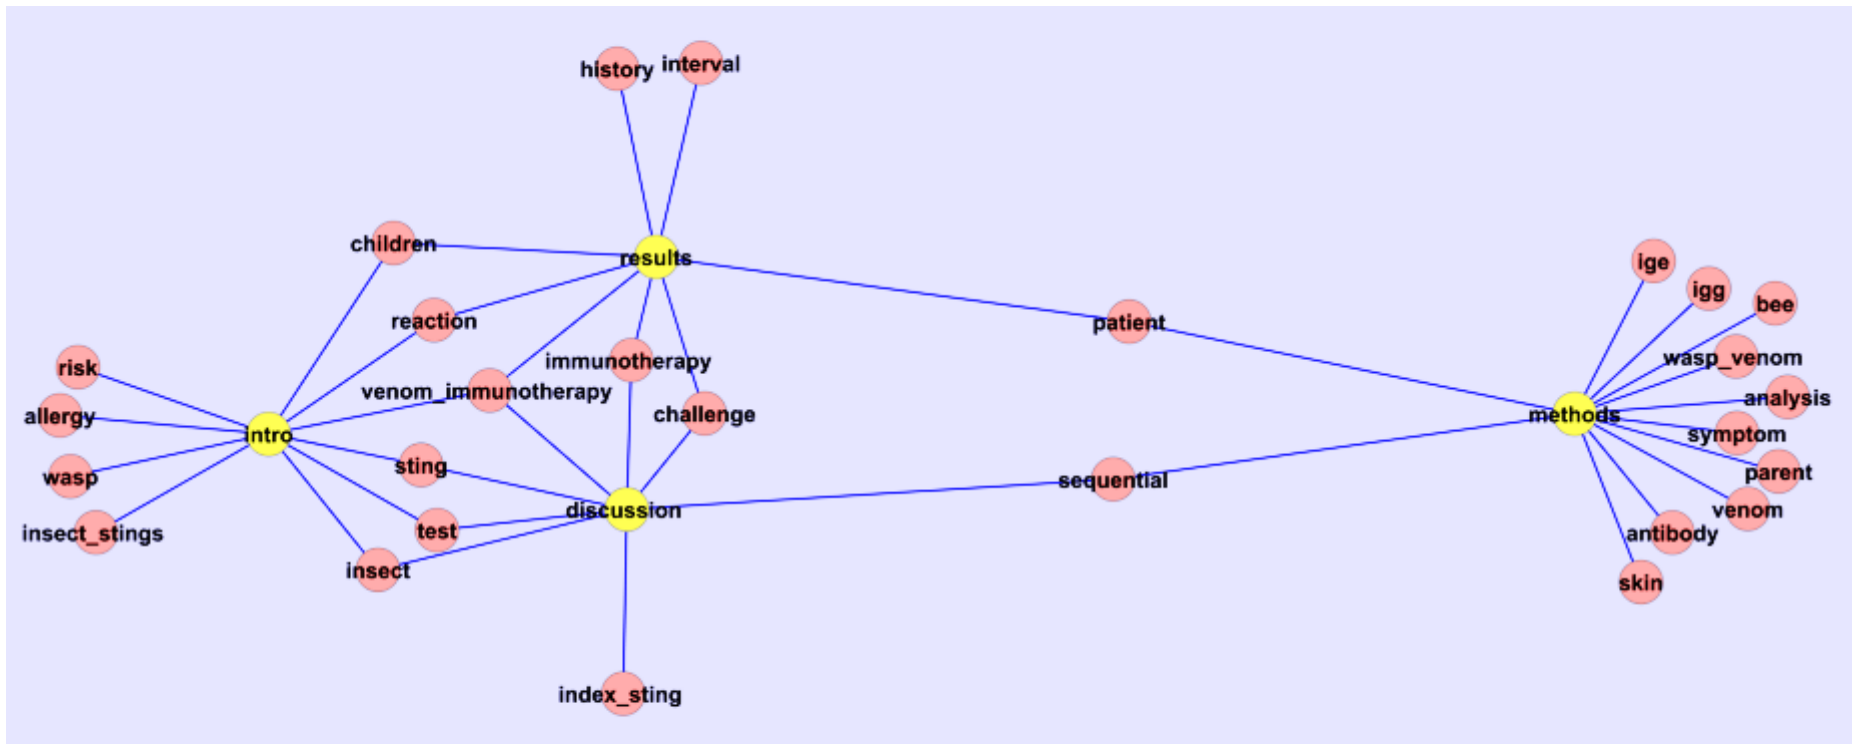 history
interval
children
results
ige
igg
bee
reaction
patient
wasp_venom
immunotherapy
risk
venom_immunotherapy
analysis
allergy
challenge
methods
intro
symptom
sting
parent
wasp
sequential
discussion
venom
insect_stings
test
antibody
insect
skin
index_sting